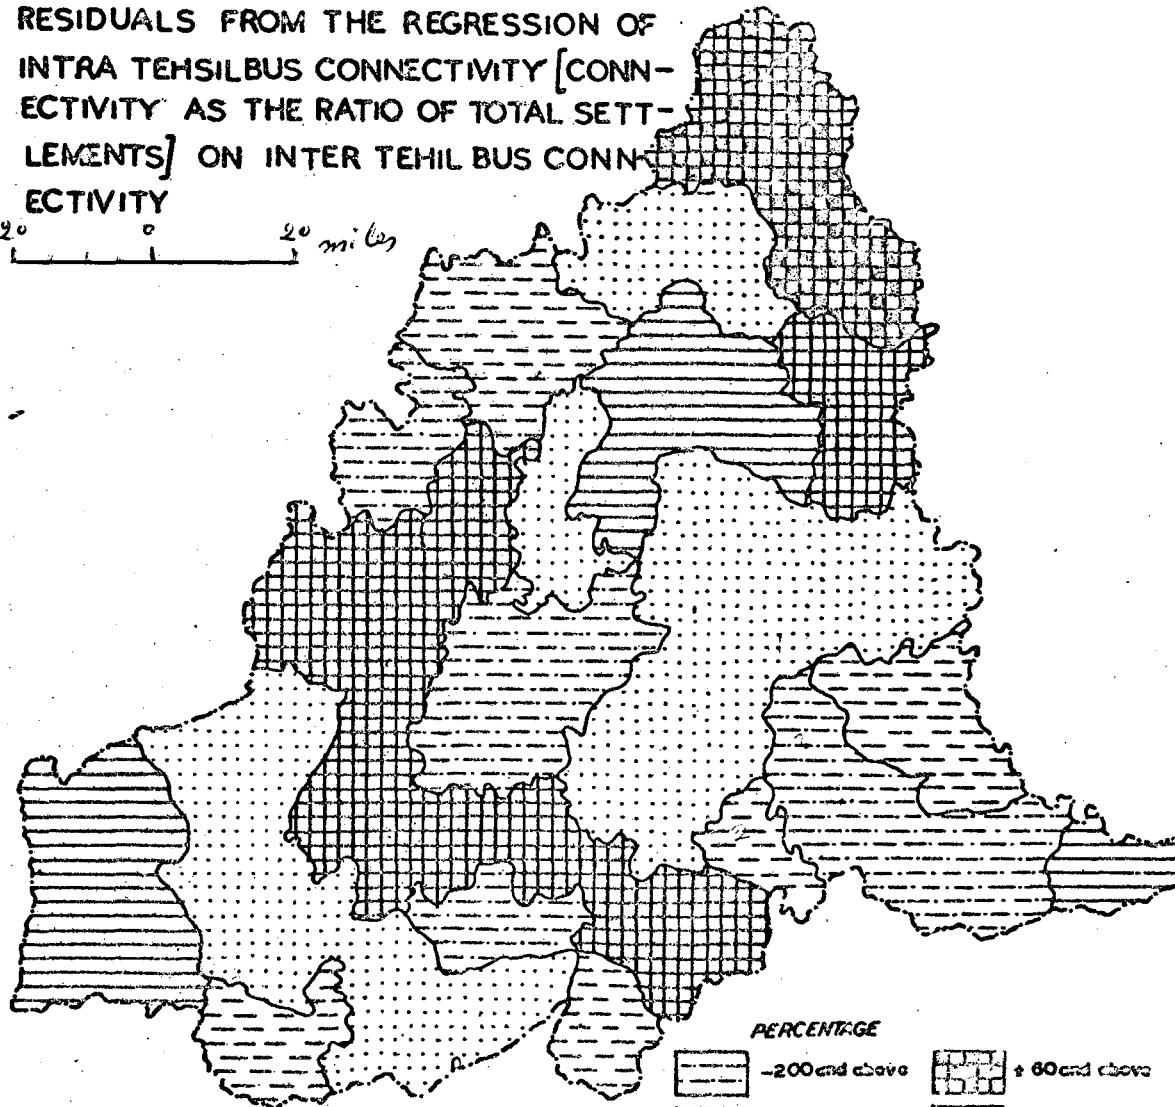 RESIDUALS FROM THE REGRESSION OF
INTRA TEHSILBUS CONNECTIVITY [CONN-
ECTIVITY AS THE RATIO OF TOTAL SETT-
LEMENTS] ON INTER TEHIL BUS CONN-
ECTIVITY
20 0 20 miles
PERCENTAGE
-200 and above + 60 and above